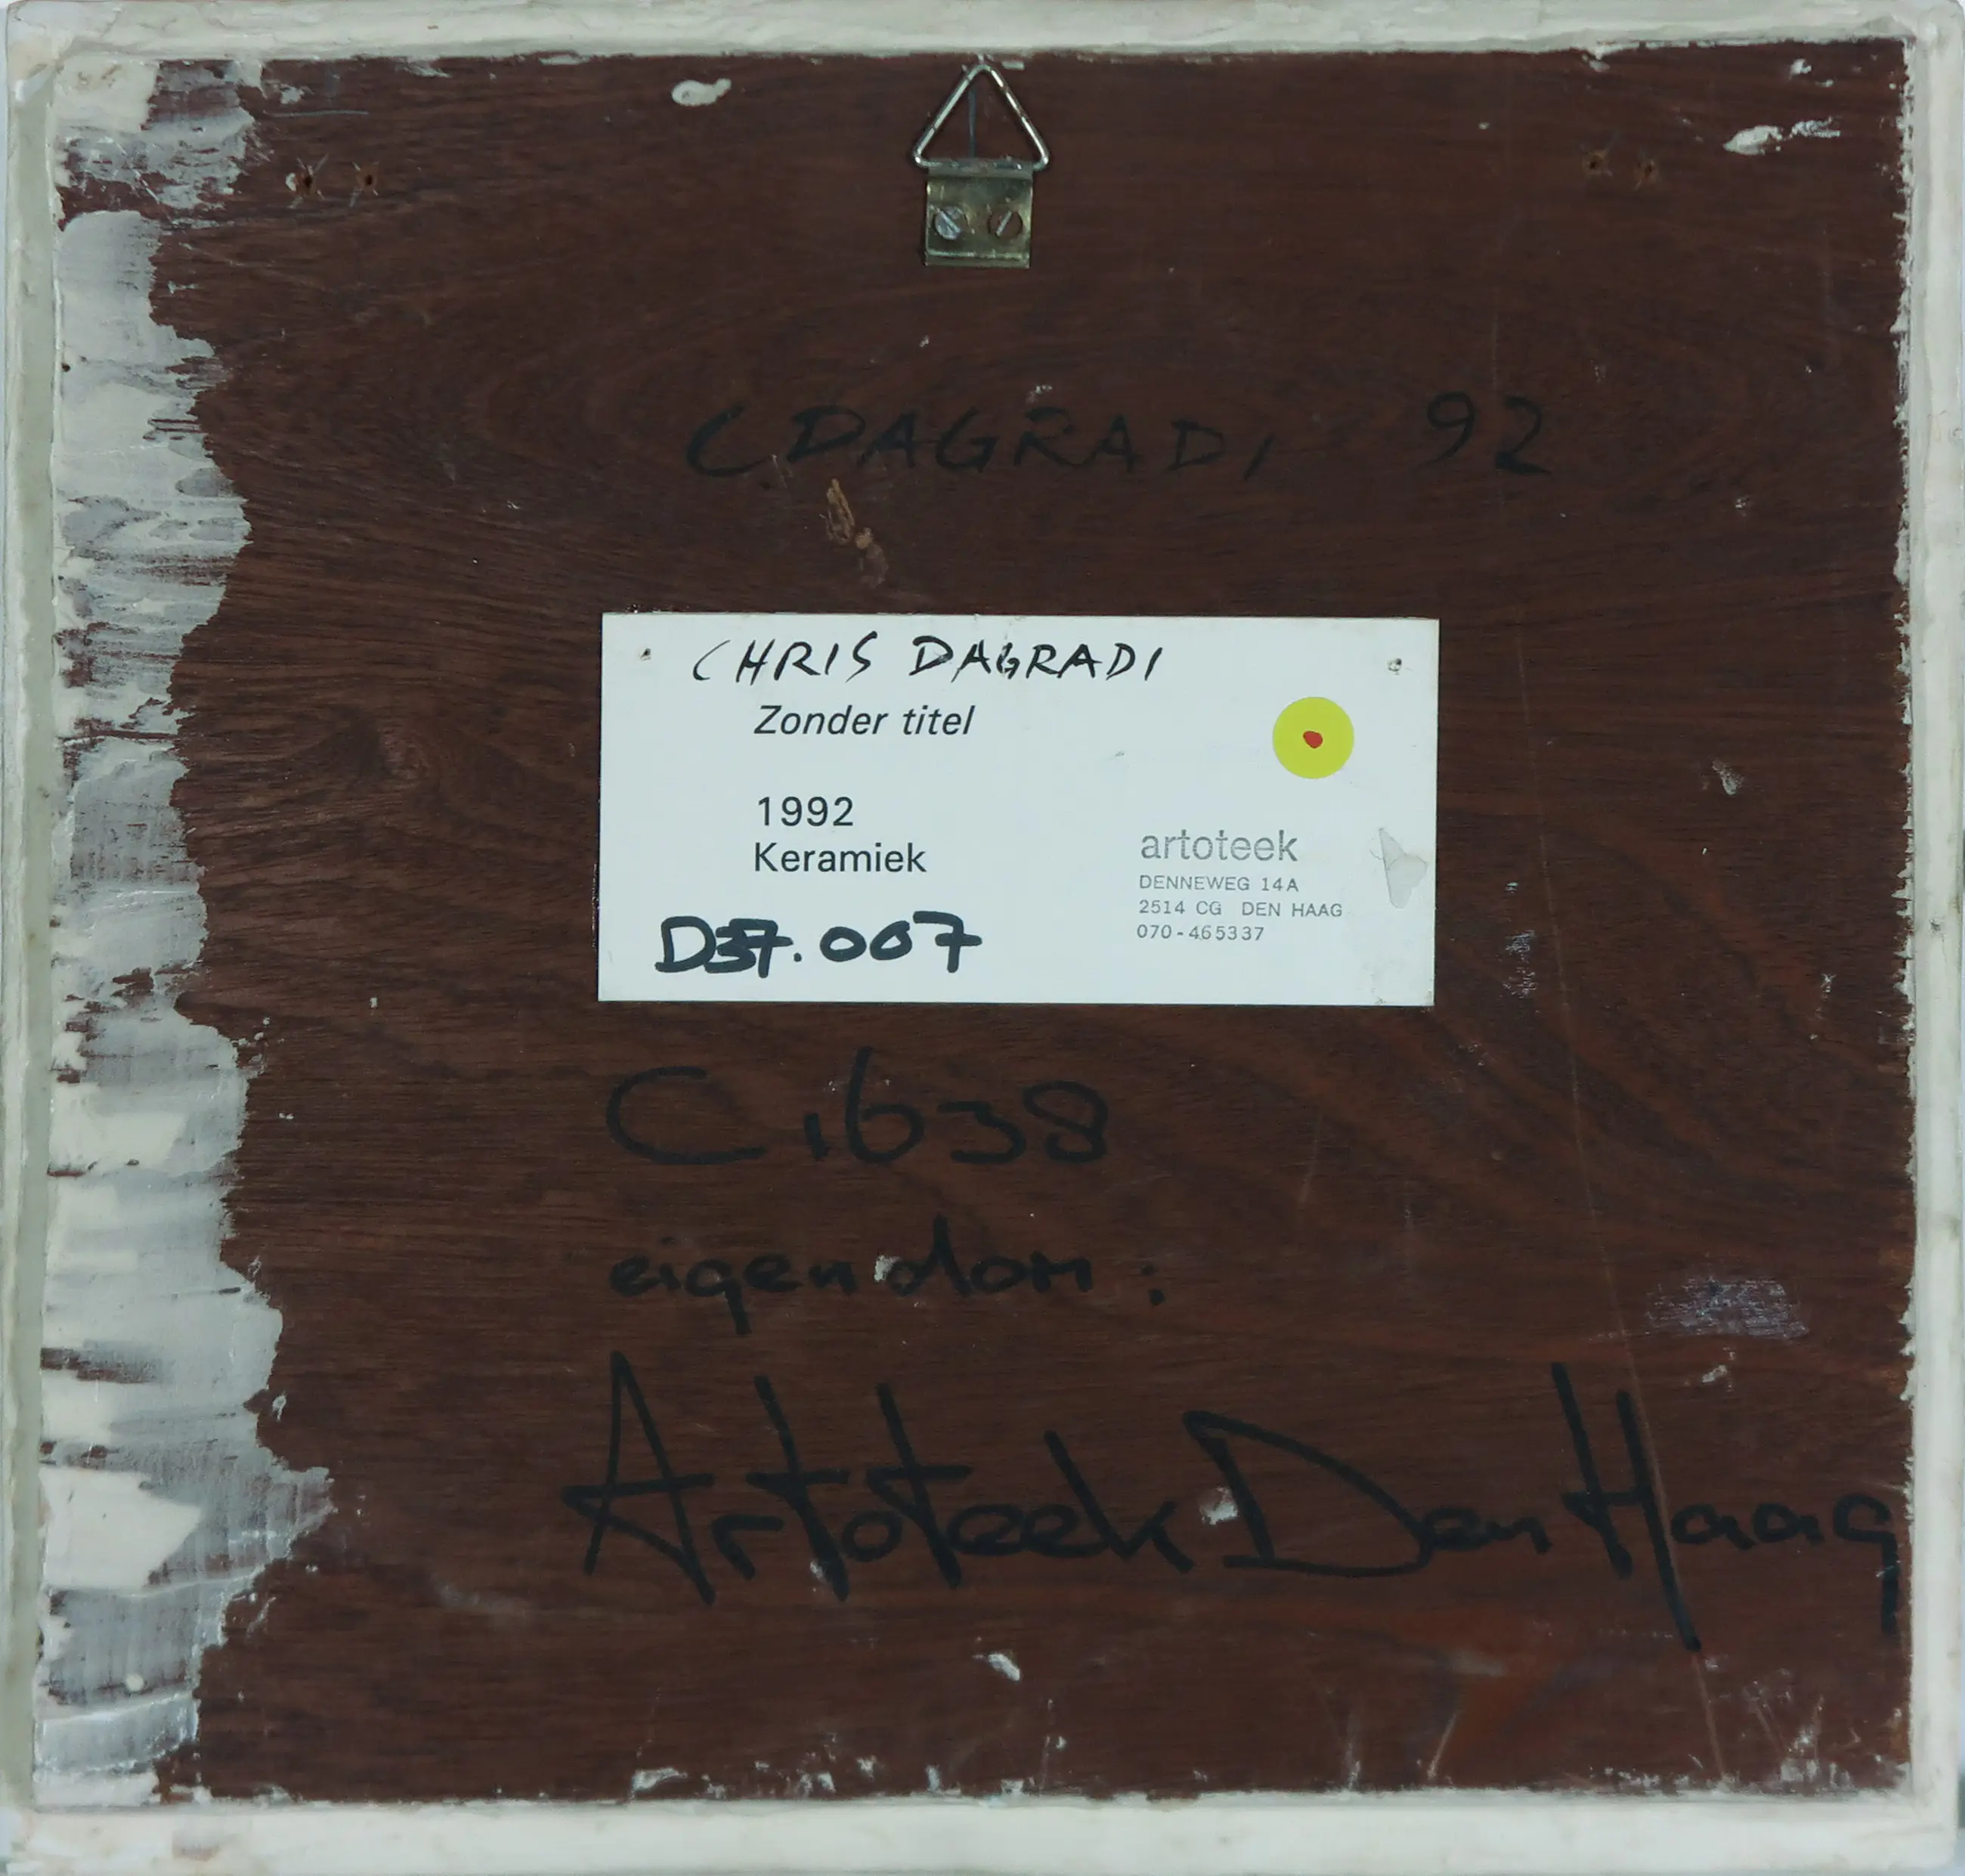 C DAGRADI 92
CHRIS DAGRADI
Zonder titel
1992
Keramiek
D37.007
artoteek
DENNEWEG 14A
2514 CG DEN HAAG
070-465337
C1638
eigendom:
Artoteek Den Haag